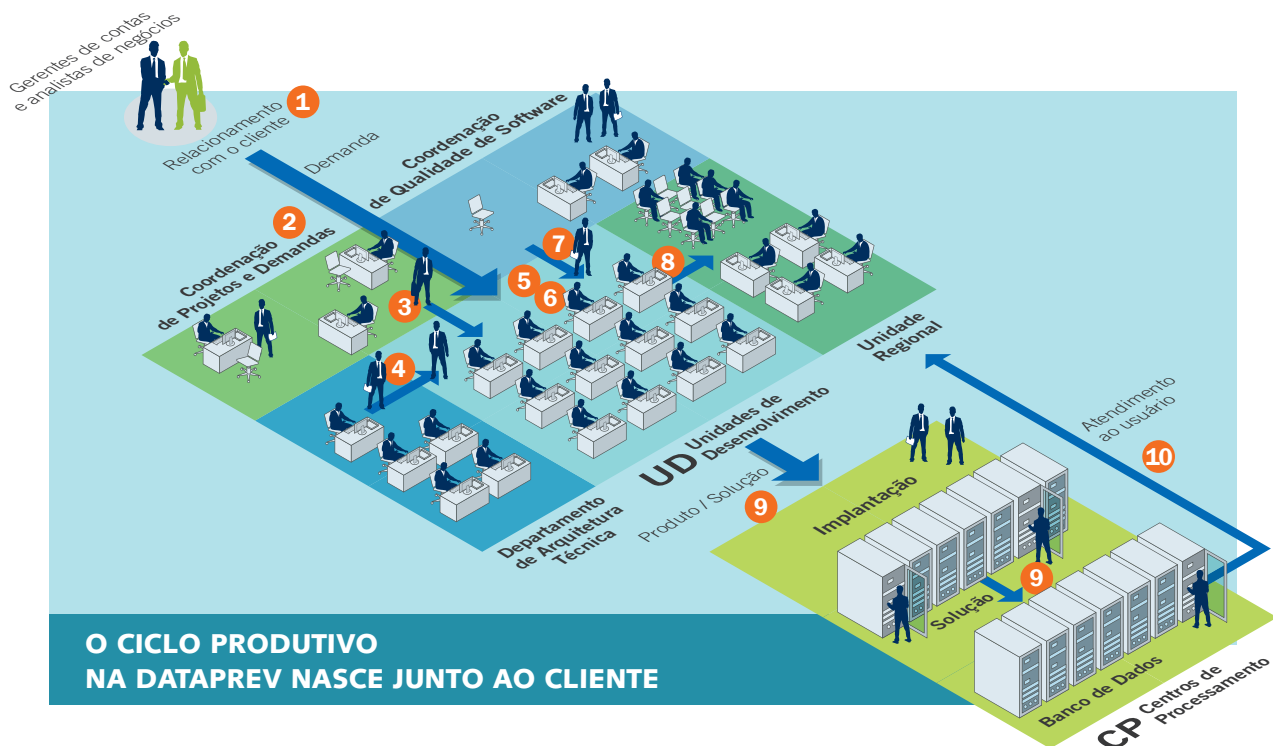 Gerentes de contas
e analistas de negócios
1
Relacionamento
com o cliente
Demanda
Coordenação
de Qualidade de Software
2
Coordenação
de Projetos e Demandas
3
4
5
6
7
8
Unidade
Regional
UD Unidades de
Desenvolvimento
Departamento
de Arquitetura
Técnica
Produto / Solução
9
Implantação
Solução
9
Banco de Dados
CP Centros de
Processamento
Atendimento
ao usuário
10
O CICLO PRODUTIVO
NA DATAPREV NASCE JUNTO AO CLIENTE